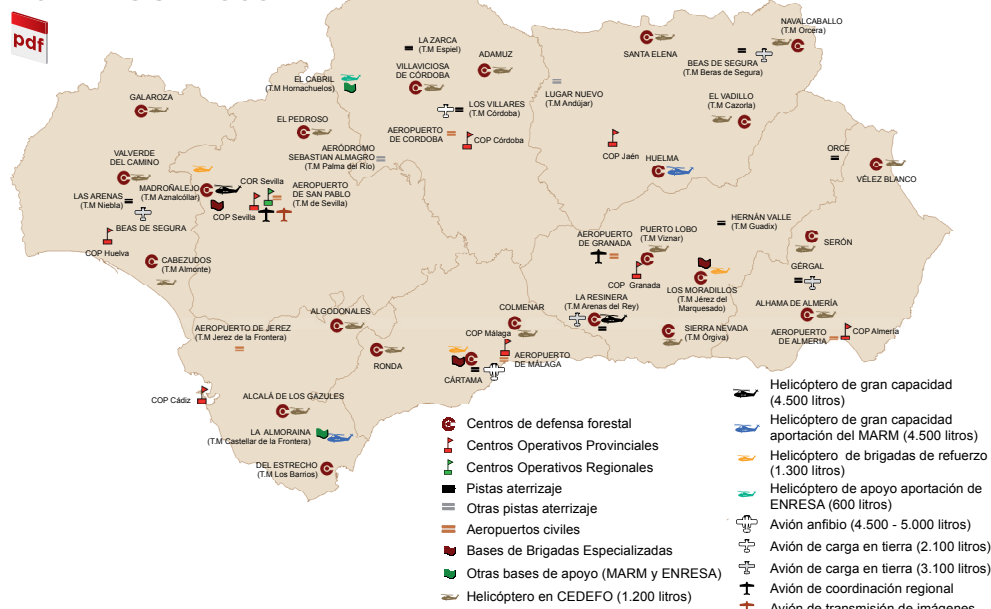 pdf
NAVALCABALLO
(T.M Orcera)
LA ZARCA
(T.M Espiel)
ADAMUZ
SANTA ELENA
BEAS DE SEGURA
(T.M Beras de Segura)
VILLAVICIOSA
DE CÓRDOBA
EL CABRIL
(T.M Hornachuelos)
LUGAR NUEVO
(T.M Andújar)
EL VADILLO
(T.M Cazorla)
GALAROZA
LOS VILLARES
(T.M Córdoba)
EL PEDROSO
AEROPUERTO
DE CORDOBA
COP Córdoba
COP Jaén
AERÓDROMO
SEBASTIAN ALMAGRO
(T.M Palma del Río)
VALVERDE
DEL CAMINO
HUELMA
ORCE
VÉLEZ BLANCO
MADROÑALEJO
(T.M Aznalcóllar)
COR Sevilla
AEROPUERTO
DE SAN PABLO
(T.M de Sevilla)
COP Sevilla
LAS ARENAS
(T.M Niebla)
BEAS DE SEGURA
COP Huelva
HERNÁN VALLE
(T.M Guadix)
AEROPUERTO
DE GRANADA
PUERTO LOBO
(T.M Viznar)
SERÓN
CABEZUDOS
(T.M Almonte)
COP Granada
LOS MORADILLOS
(T.M Jérez del
Marquesado)
GÉRGAL
ALGODONALES
COLMENAR
LA RESINERA
(T.M Arenas del Rey)
ALHAMA DE ALMERÍA
AEROPUERTO DE JEREZ
(T.M Jerez de la Frontera)
COP Málaga
SIERRA NEVADA
(T.M Órgiva)
AEROPUERTO
DE ALMERIA
COP Almería
RONDA
CÁRTAMA
AEROPUERTO
DE MÁLAGA
COP Cádiz
ALCALÁ DE LOS GAZULES
LA ALMORAINA
(T.M Castellar de la Frontera)
DEL ESTRECHO
(T.M Los Barrios)
Centros de defensa forestal
Centros Operativos Provinciales
Centros Operativos Regionales
Pistas aterrizaje
Otras pistas aterrizaje
Aeropuertos civiles
Bases de Brigadas Especializadas
Otras bases de apoyo (MARM y ENRESA)
Helicóptero en CEDEFO (1.200 litros)
Helicóptero de gran capacidad
(4.500 litros)
Helicóptero de gran capacidad
aportación del MARM (4.500 litros)
Helicóptero de brigadas de refuerzo
(1.300 litros)
Helicóptero de apoyo aportación de
ENRESA (600 litros)
Avión anfibio (4.500 - 5.000 litros)
Avión de carga en tierra (2.100 litros)
Avión de carga en tierra (3.100 litros)
Avión de coordinación regional
Avión de transmisión de imágenes